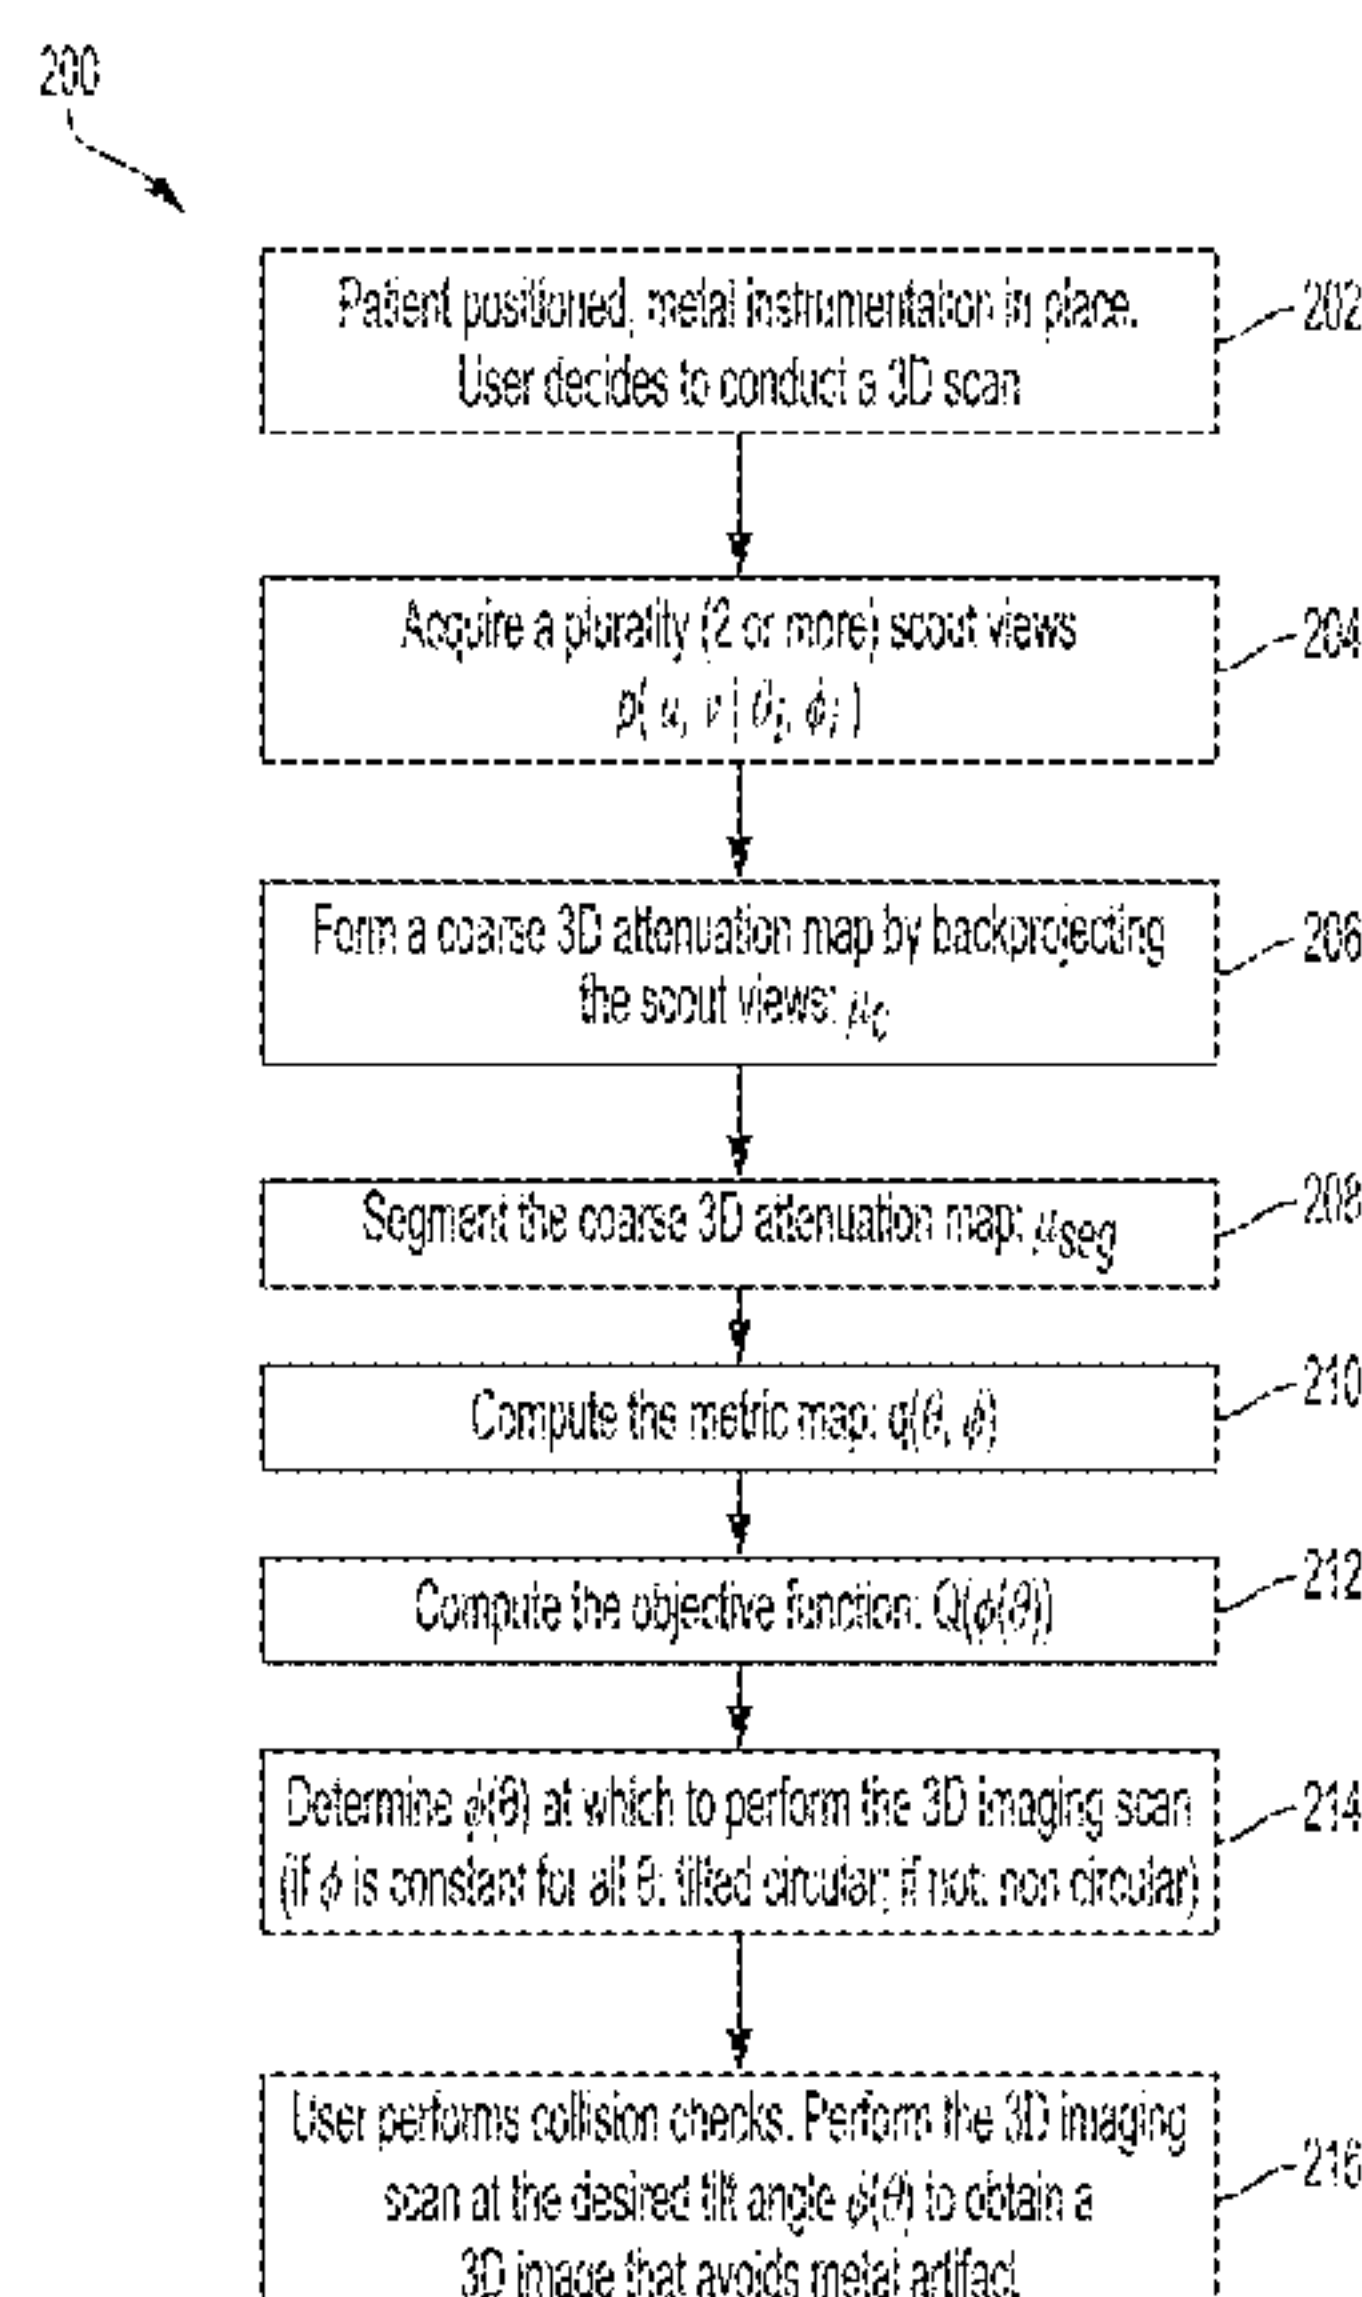 200
Patient positioned, metal instrumentation in place.
User decides to conduct a 3D scan
202
Acquire a plurality (2 or more) scout views
p( u, v | θi, ϕi )
204
Form a coarse 3D attenuation map by backprojecting
the scout views: μc
206
Segment the coarse 3D attenuation map: μseg
208
Compute the metric map: q(θ, ϕ)
210
Compute the objective function: Q(ϕ(θ))
212
Determine ϕ(θ) at which to perform the 3D imaging scan
(if ϕ is constant for all θ: tilted circular; if not: non circular)
214
User performs collision checks. Perform the 3D imaging
scan at the desired tilt angle ϕ(θ) to obtain a
3D image that avoids metal artifact
216